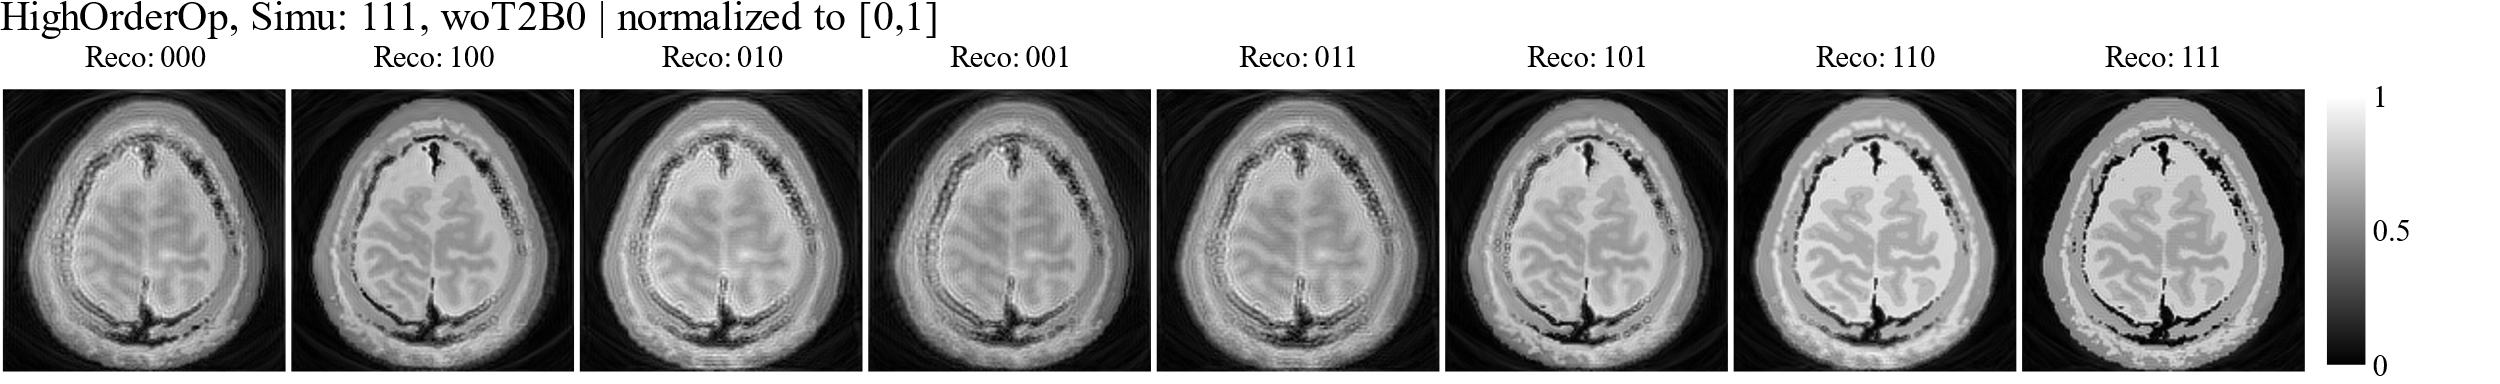 HighOrderOp, Simu: 111, woT2B0 | normalized to [0,1]
Reco: 000 Reco: 100 Reco: 010 Reco: 001 Reco: 011 Reco: 101 Reco: 110 Reco: 111
1
0.5
0